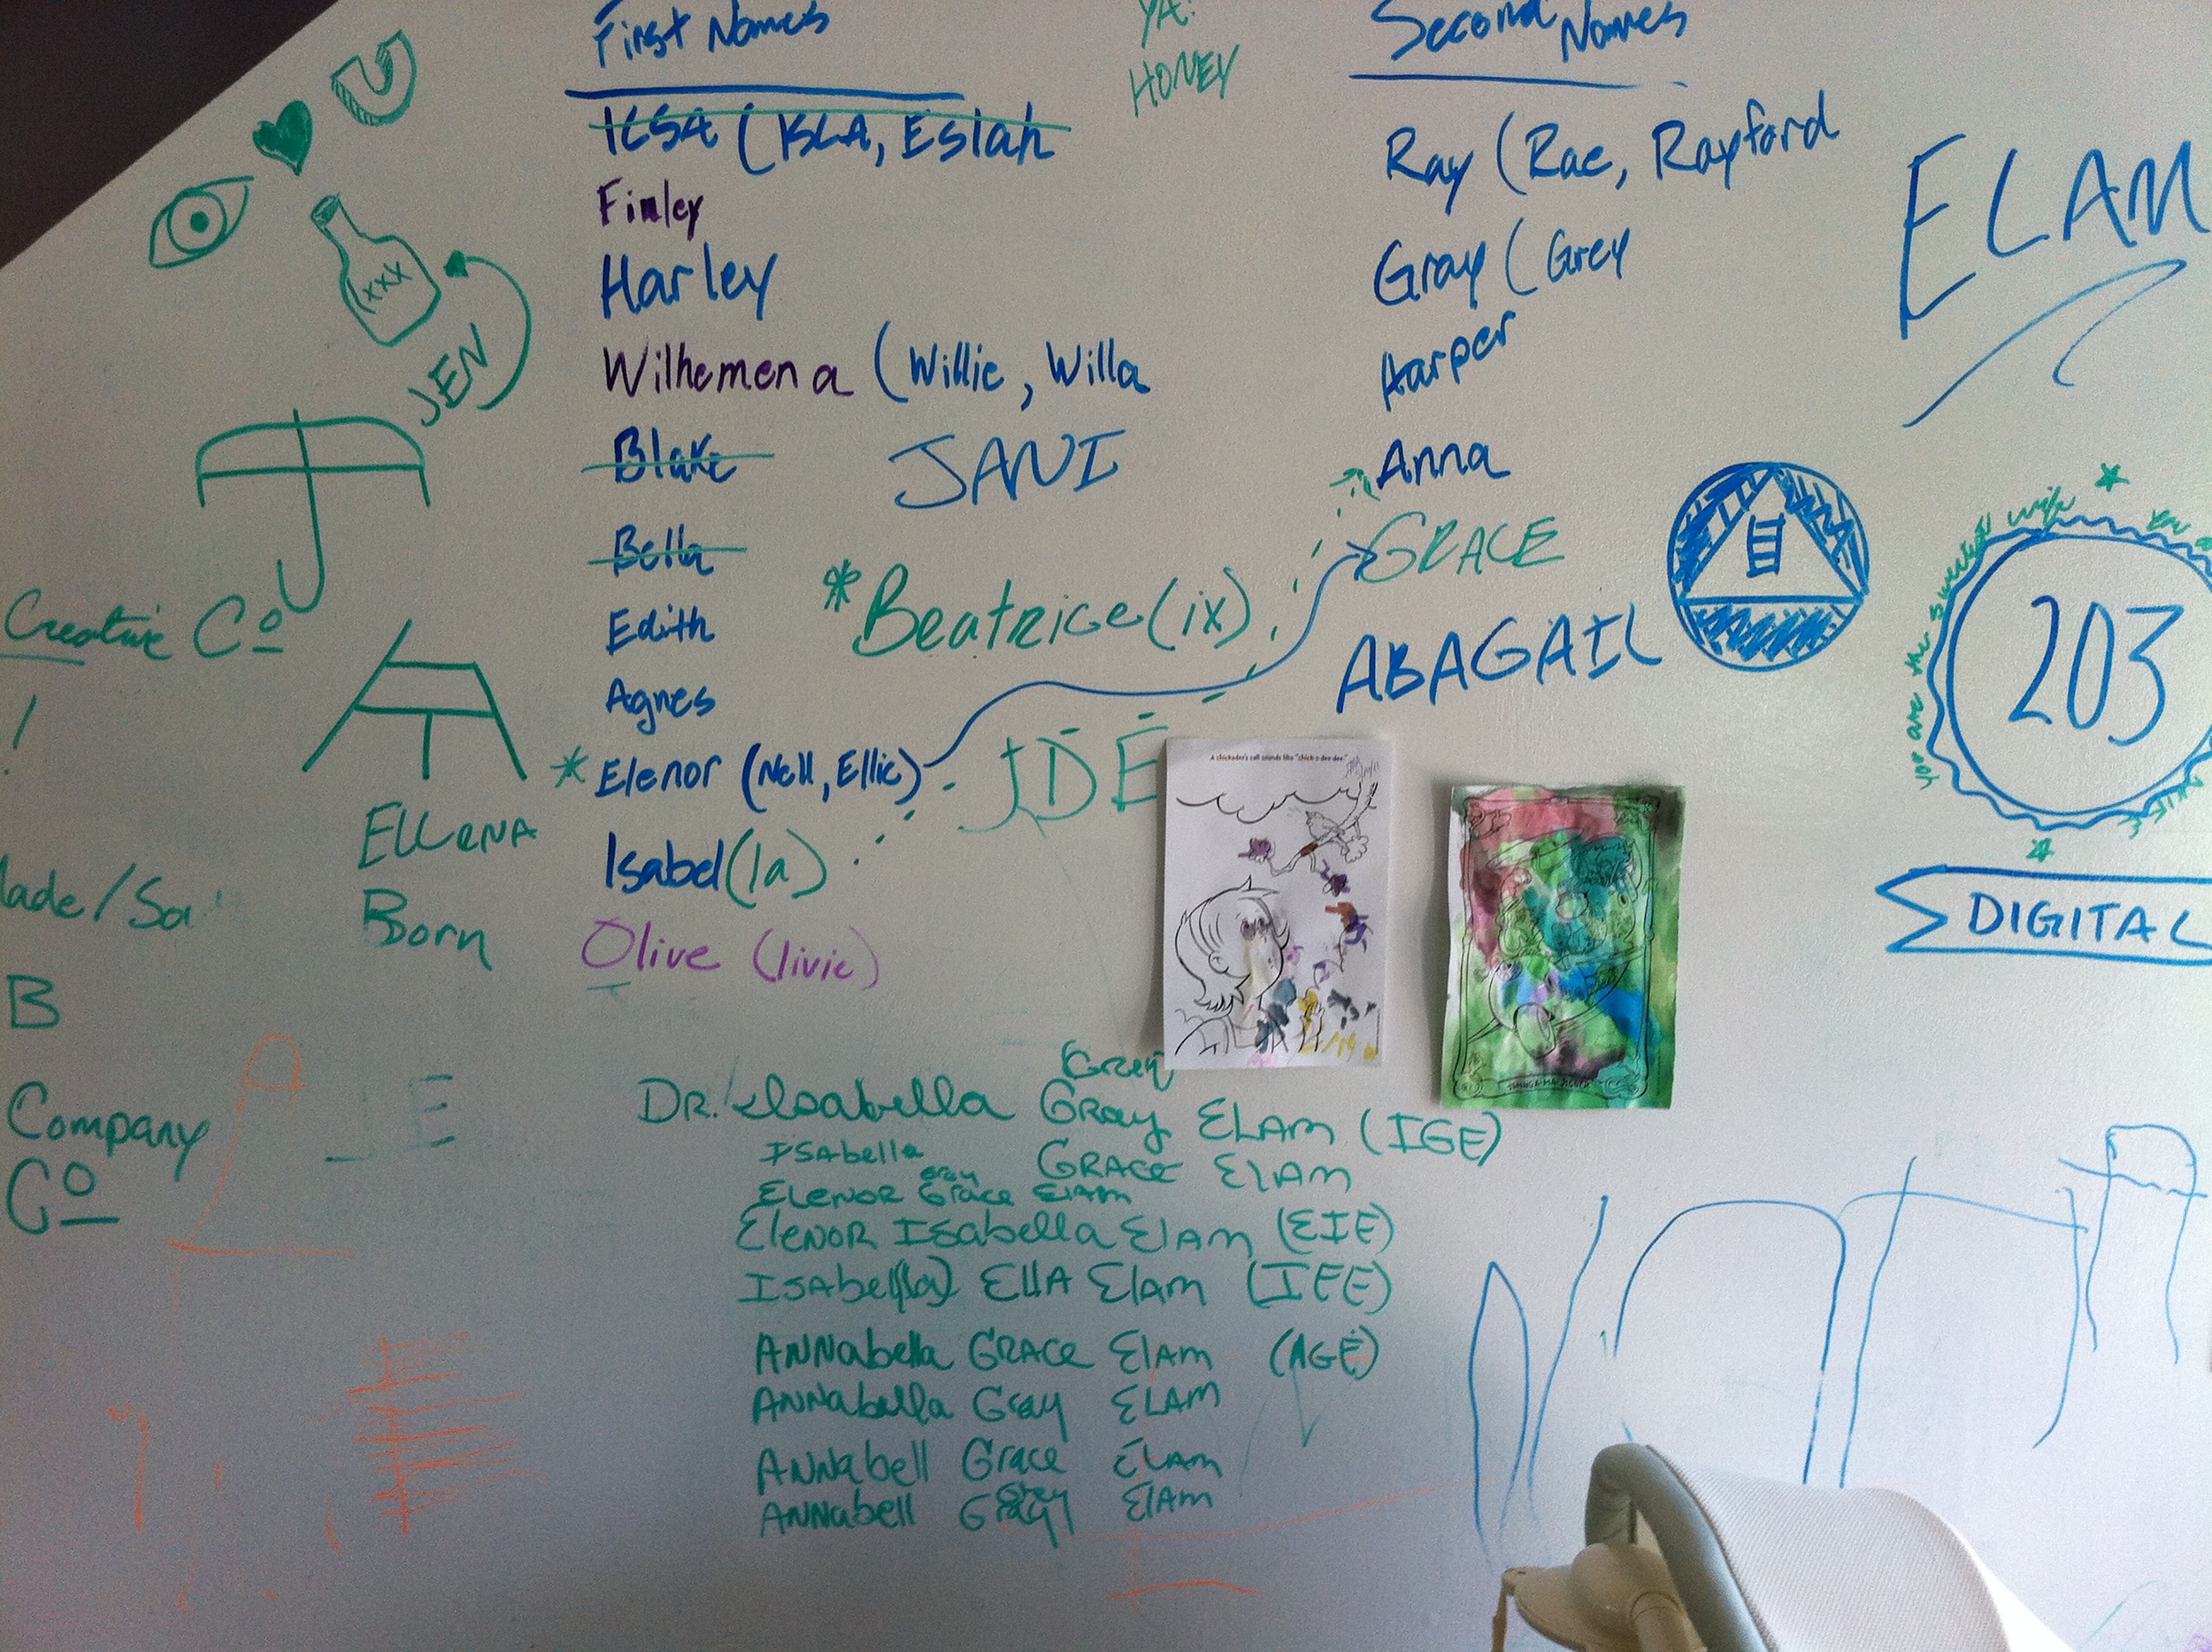 First Names
YA:
HONEY
Second Names
ILSA (ISLA, Eslah
Finley
Harley
Wilhemena (Willie, Willa
Blake
JANI
Bella
*Beatrice(ix)
Edith
Agnes
*Elenor (Nell, Ellie)
Isabel(la)
Olive (livie)
JDE
Ray (Rae, Rayford
Gray (Grey
Harper
Anna
GRACE
ABAGAIL
ELAM
you are the sweetest wife
203
DIGITAL
U
XXX
JEN
Creative Co
!
ELLENA
Born
B
Company
Co
JE
A chickadee's call sounds like "chick-a-dee-dee."
Grey
DR. Isabella Gray ELAM (IGE)
ISAbella GRACE ElAM
Gray
ELENOR Grace ElAM
ElENOR ISabella ElAM (EIE)
ISAbel(la) EllA ElAm (IEE)
ANNAbella GRACE ElAM (AGE)
ANNAbella Gray ELAM
ANNAbell Grace ELAM
Grey
ANNAbell Gray ElAM